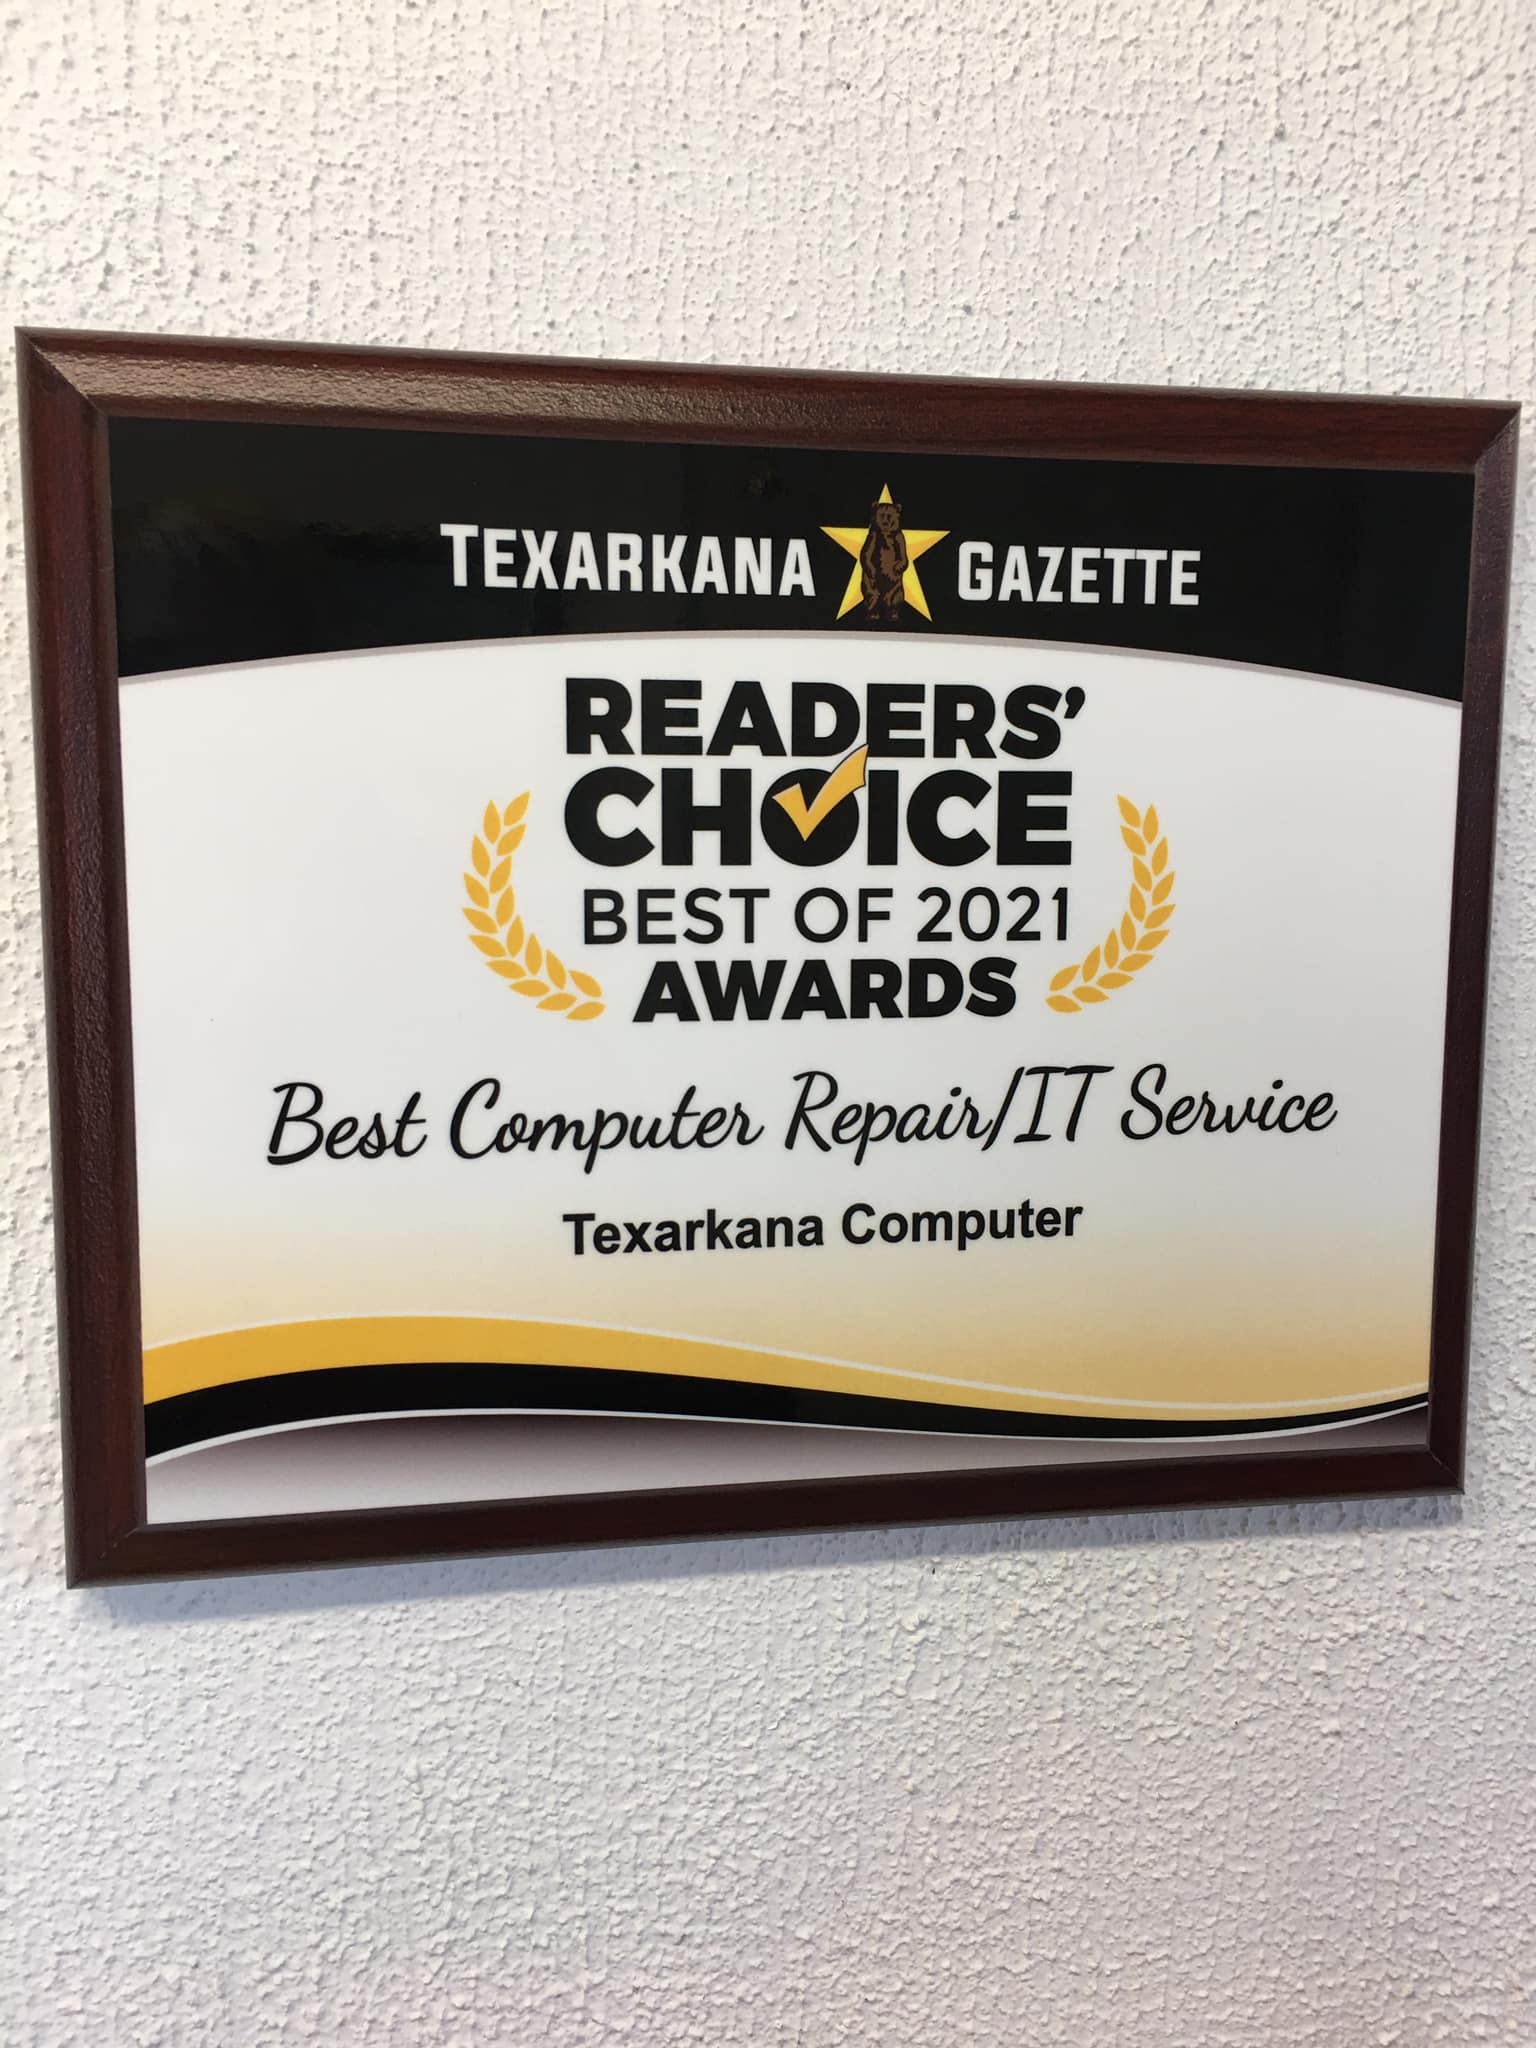 TEXARKANA GAZETTE
READERS'
CHOICE
BEST OF 2021
AWARDS
Best Computer Repair/IT Service
Texarkana Computer